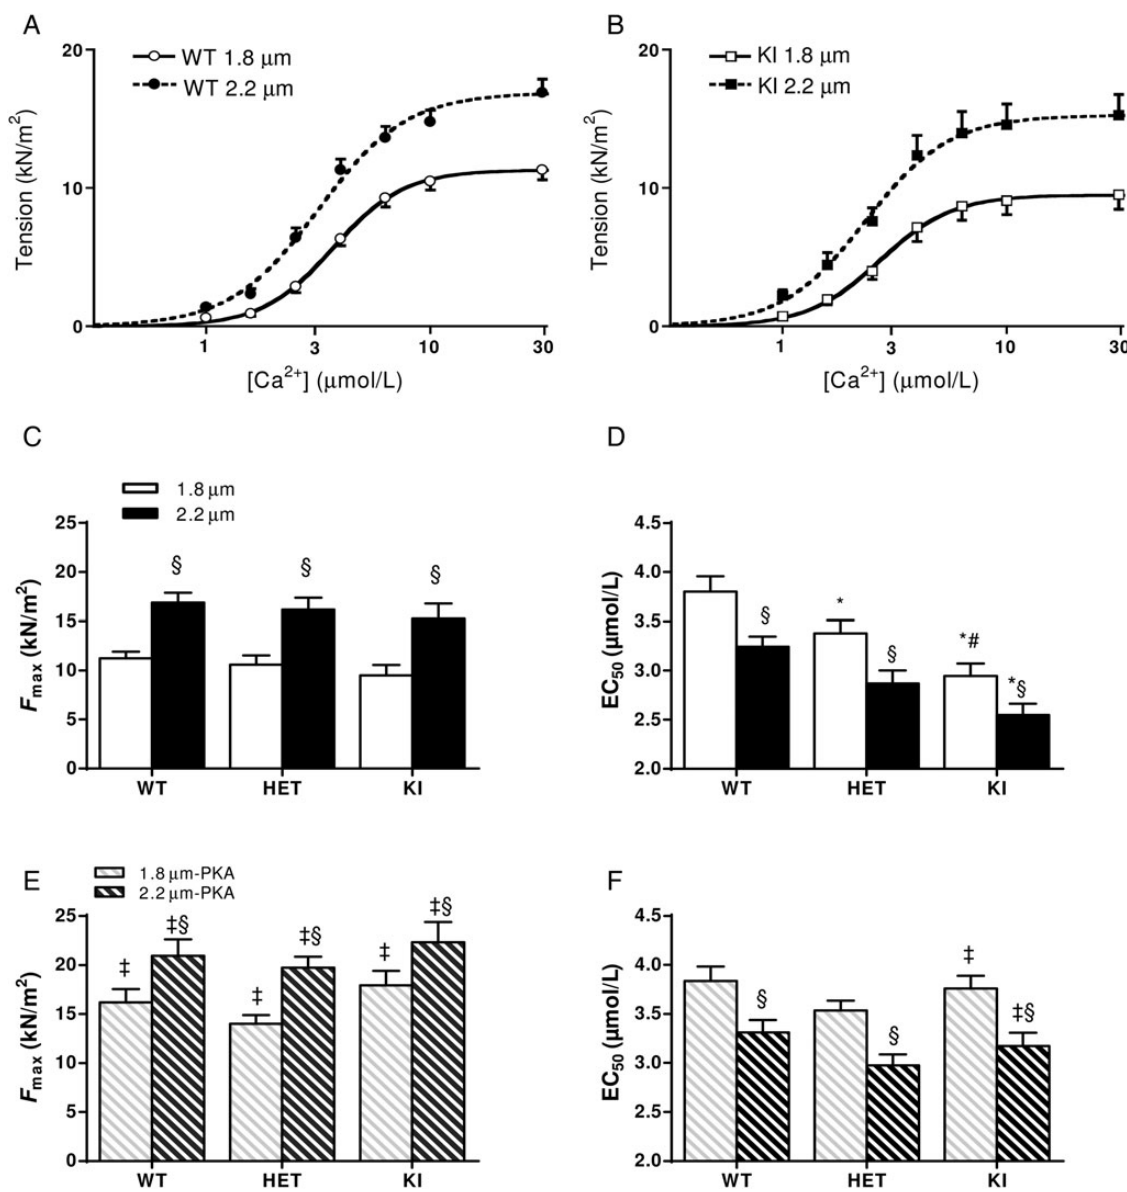 A
20
WT 1.8 μm
WT 2.2 μm
Tension (kN/m²)
10
0
1 3 10 30
[Ca²⁺] (μmol/L)
B
20
KI 1.8 μm
KI 2.2 μm
Tension (kN/m²)
10
0
1 3 10 30
[Ca²⁺] (μmol/L)
C
1.8 μm
2.2 μm
25
20
15
10
5
0
Fmax (kN/m²)
§ § §
WT HET KI
D
4.5
4.0
3.5
3.0
2.5
2.0
EC₅₀ (μmol/L)
§ * § *# *§
WT HET KI
E
1.8 μm-PKA
2.2 μm-PKA
25
20
15
10
5
0
Fmax (kN/m²)
‡ ‡§ ‡ ‡§ ‡ ‡§
WT HET KI
F
4.5
4.0
3.5
3.0
2.5
2.0
EC₅₀ (μmol/L)
§ § ‡ ‡§
WT HET KI